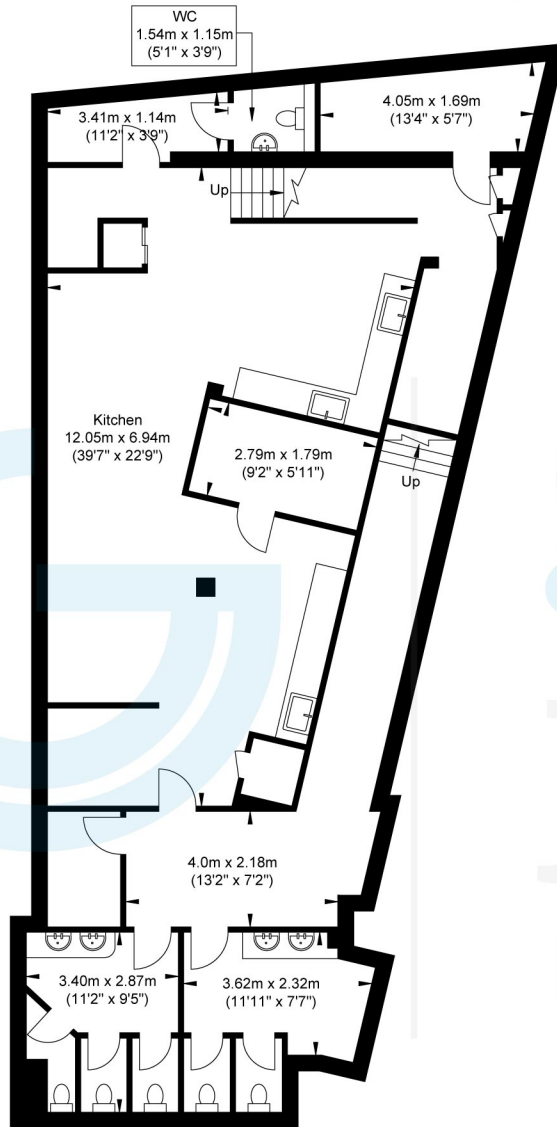 WC
1.54m x 1.15m
(5'1" x 3'9")
3.41m x 1.14m
(11'2" x 3'9")
4.05m x 1.69m
(13'4" x 5'7")
Up
Kitchen
12.05m x 6.94m
(39'7" x 22'9")
2.79m x 1.79m
(9'2" x 5'11")
Up
4.0m x 2.18m
(13'2" x 7'2")
3.40m x 2.87m
(11'2" x 9'5")
3.62m x 2.32m
(11'11" x 7'7")